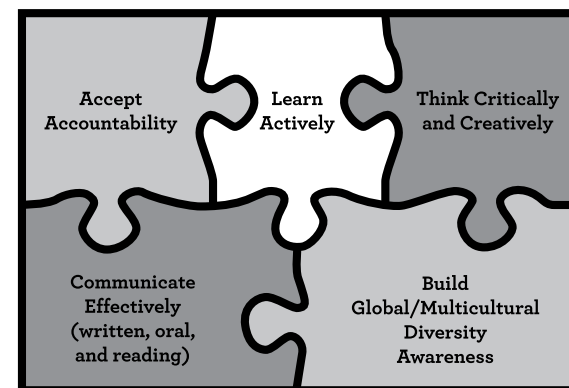 Accept
Accountability
Learn
Actively
Think Critically
and Creatively
Communicate
Effectively
(written, oral,
and reading)
Build
Global/Multicultural
Diversity
Awareness